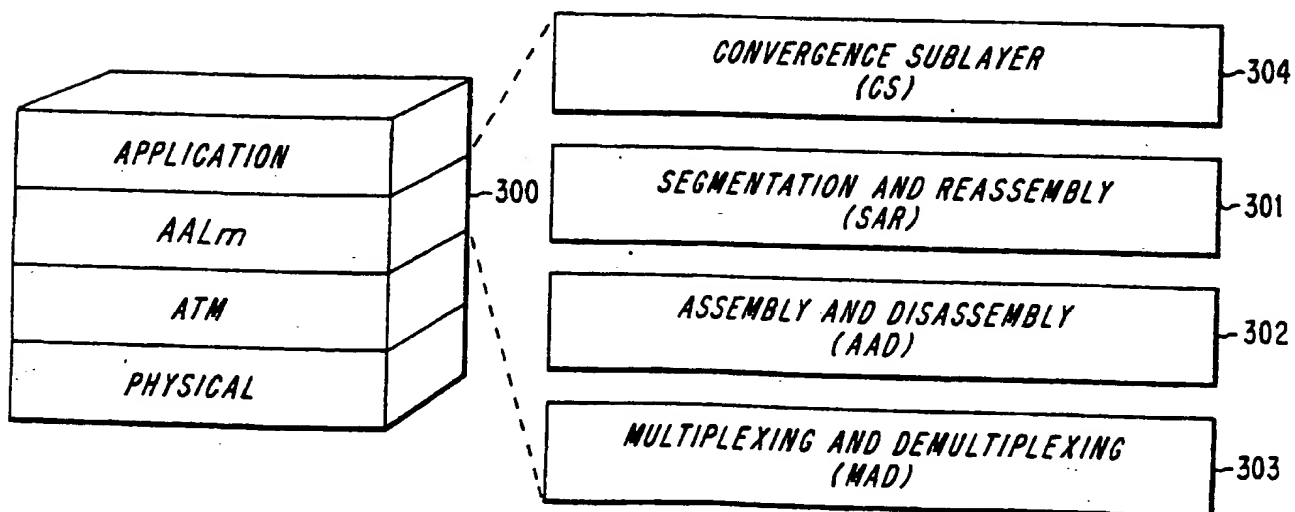 APPLICATION
AALm
ATM
PHYSICAL
300
CONVERGENCE SUBLAYER
(CS)
304
SEGMENTATION AND REASSEMBLY
(SAR)
301
ASSEMBLY AND DISASSEMBLY
(AAD)
302
MULTIPLEXING AND DEMULTIPLEXING
(MAD)
303